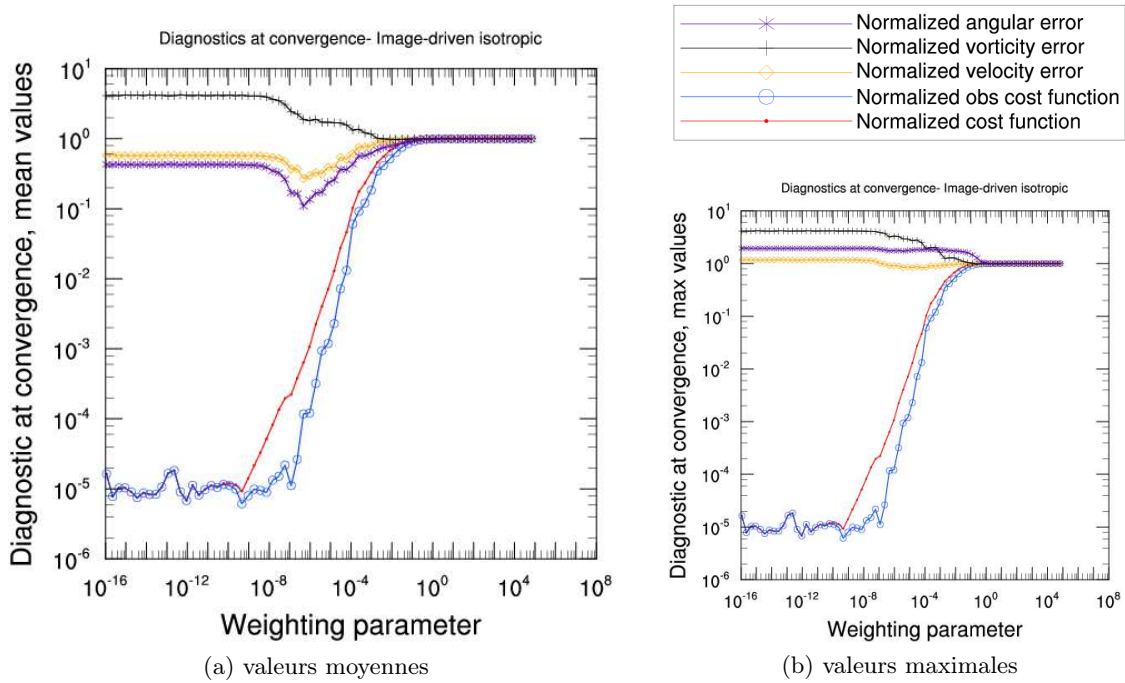 Diagnostics at convergence- Image-driven isotropic
Diagnostic at convergence, mean values
10^1
10^0
10^-1
10^-2
10^-3
10^-4
10^-5
10^-6
10^-16
10^-12
10^-8
10^-4
10^0
10^4
10^8
Weighting parameter
(a) valeurs moyennes
Normalized angular error
Normalized vorticity error
Normalized velocity error
Normalized obs cost function
Normalized cost function
Diagnostics at convergence- Image-driven isotropic
Diagnostic at convergence, max values
10^1
10^0
10^-1
10^-2
10^-3
10^-4
10^-5
10^-6
10^-16
10^-12
10^-8
10^-4
10^0
10^4
10^8
Weighting parameter
(b) valeurs maximales